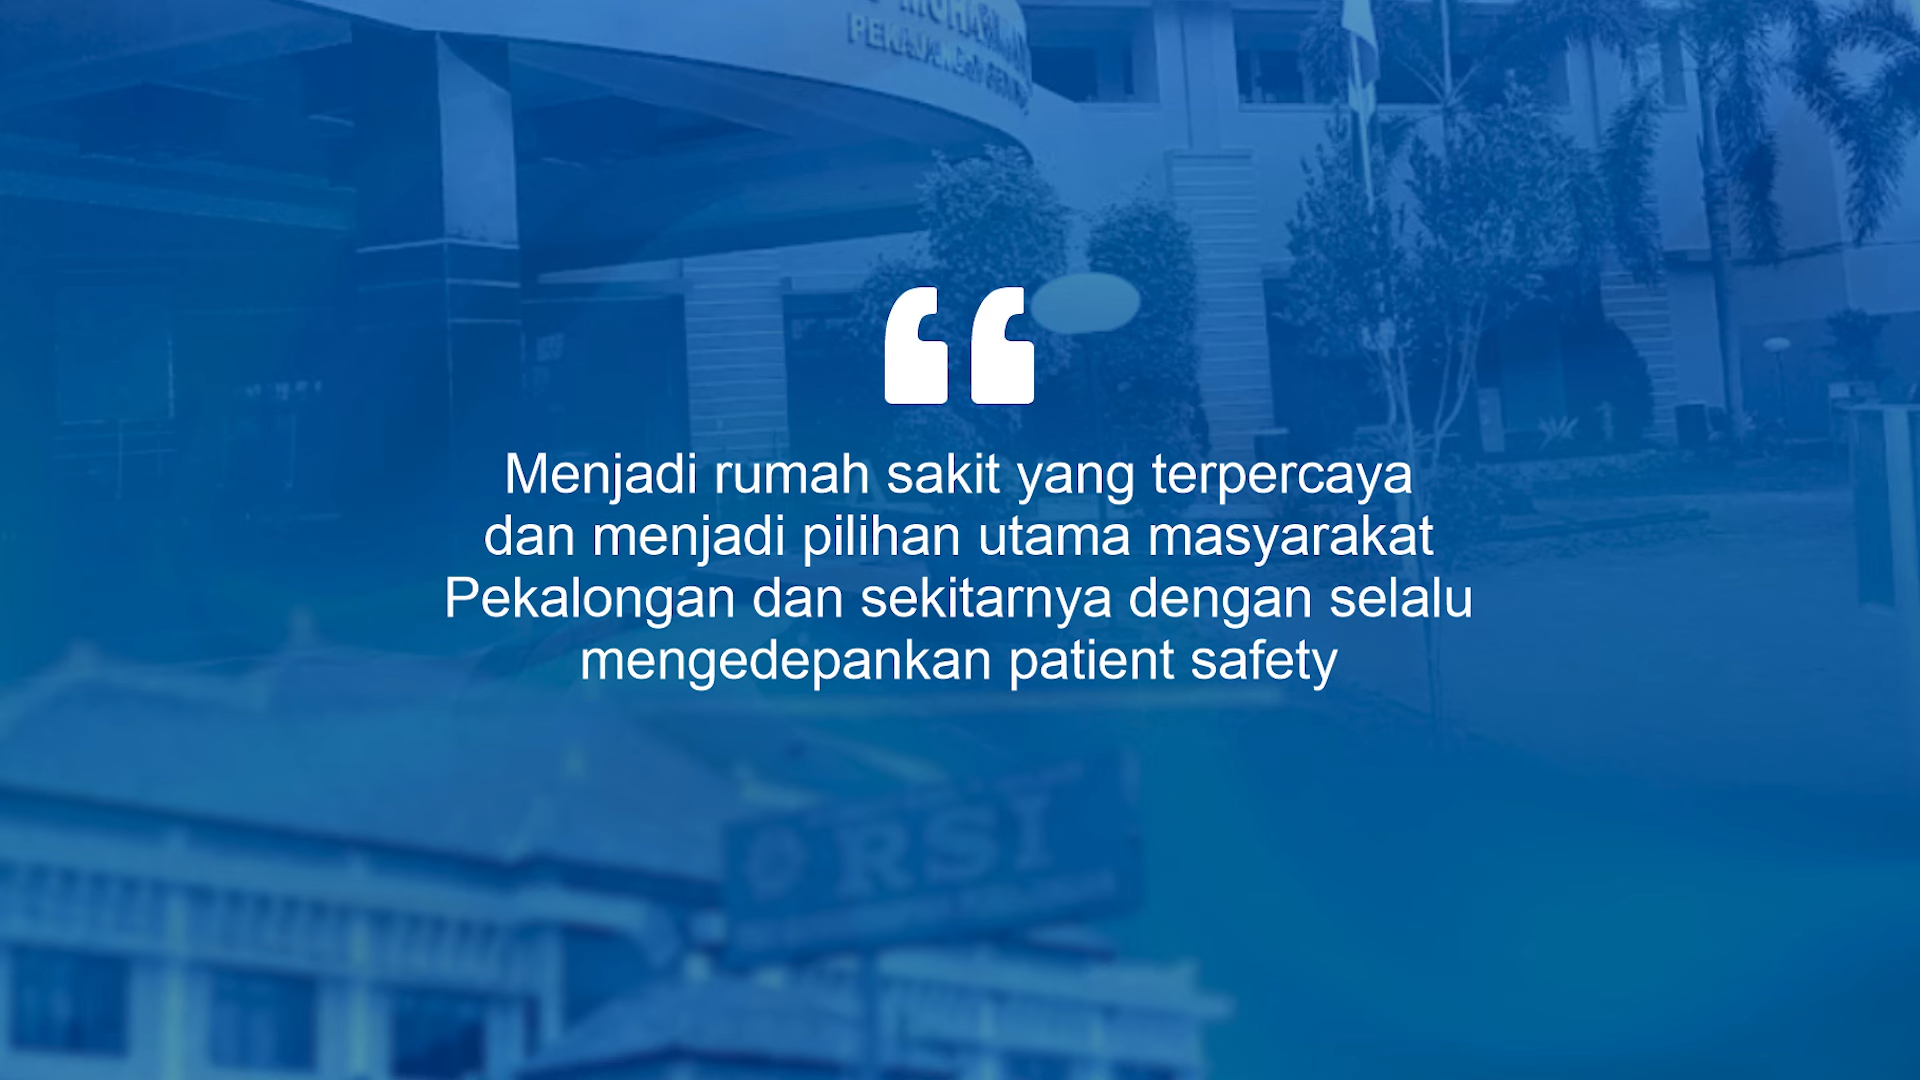 Menjadi rumah sakit yang terpercaya
dan menjadi pilihan utama masyarakat
Pekalongan dan sekitarnya dengan selalu
mengedepankan patient safety
RSI